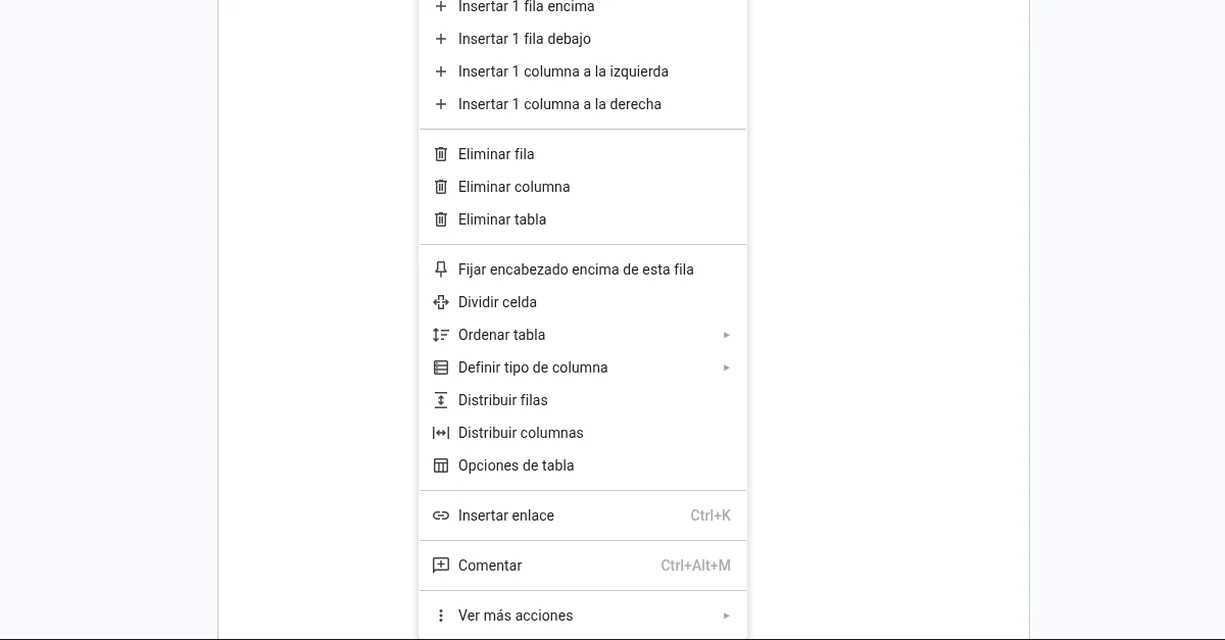 Insertar 1 fila encima
Insertar 1 fila debajo
Insertar 1 columna a la izquierda
Insertar 1 columna a la derecha
Eliminar fila
Eliminar columna
Eliminar tabla
Fijar encabezado encima de esta fila
Dividir celda
Ordenar tabla
Definir tipo de columna
Distribuir filas
Distribuir columnas
Opciones de tabla
Insertar enlace Ctrl+K
Comentar Ctrl+Alt+M
Ver más acciones